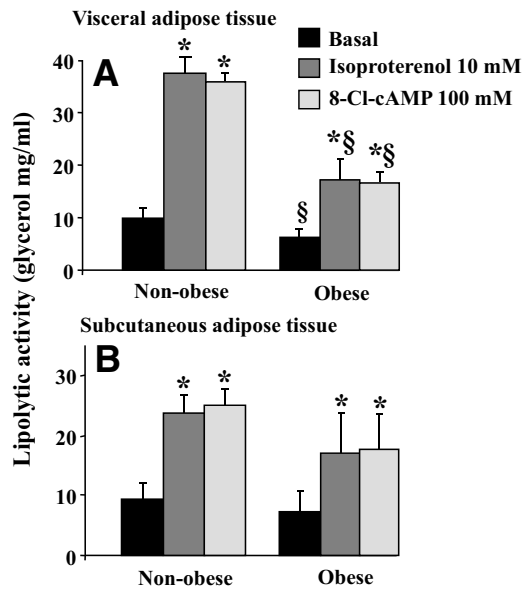 Visceral adipose tissue
A
Basal
Isoproterenol 10 mM
8-Cl-cAMP 100 mM
Lipolytic activity (glycerol mg/ml)
40
30
20
10
0
* *
§ *§ *§
Non-obese Obese
Subcutaneous adipose tissue
B
30
20
10
0
* * * *
Non-obese Obese